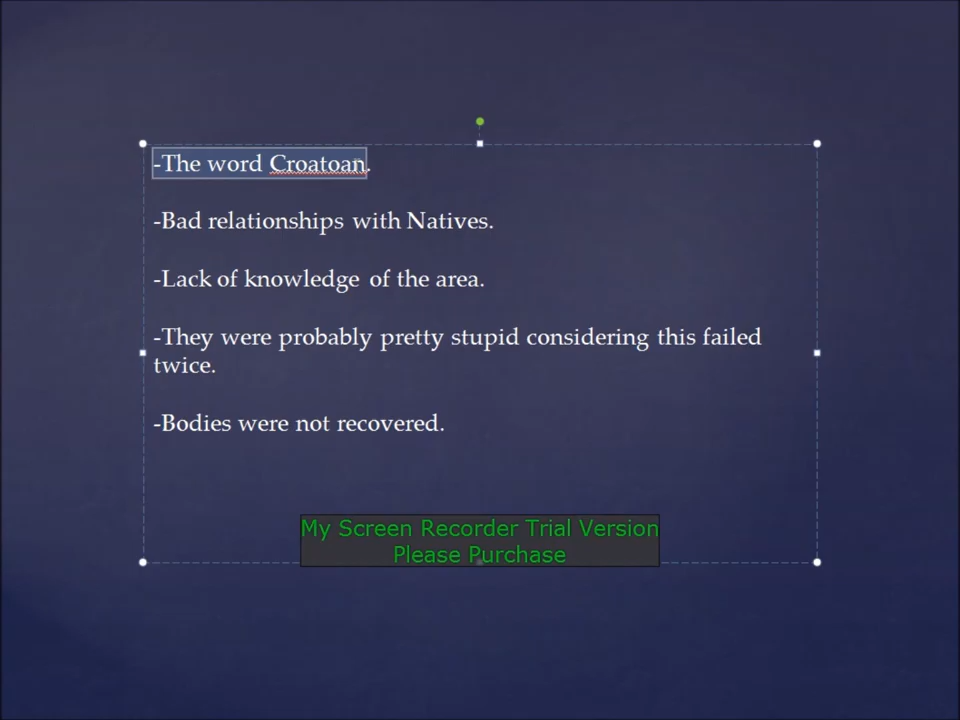 -The word Croatoan.
-Bad relationships with Natives.
-Lack of knowledge of the area.
-They were probably pretty stupid considering this failed
twice.
-Bodies were not recovered.
My Screen Recorder Trial Version
Please Purchase